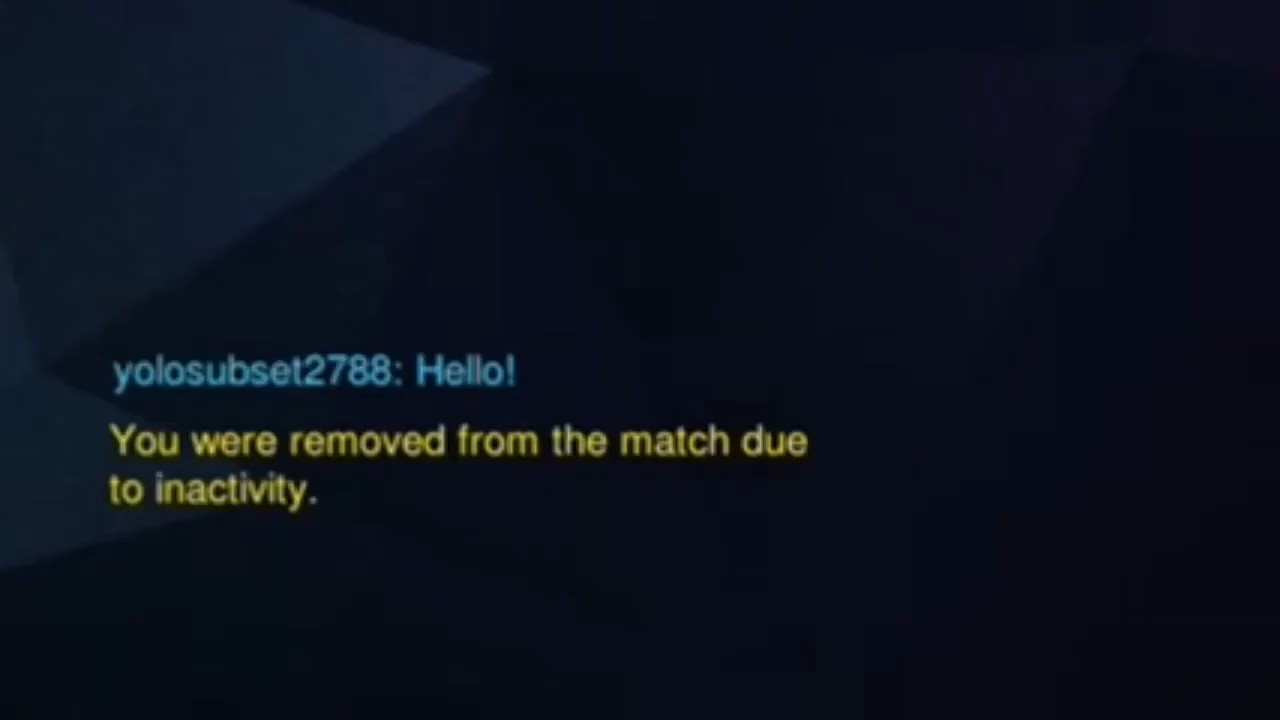 yolosubset2788: Hello!
You were removed from the match due
to inactivity.